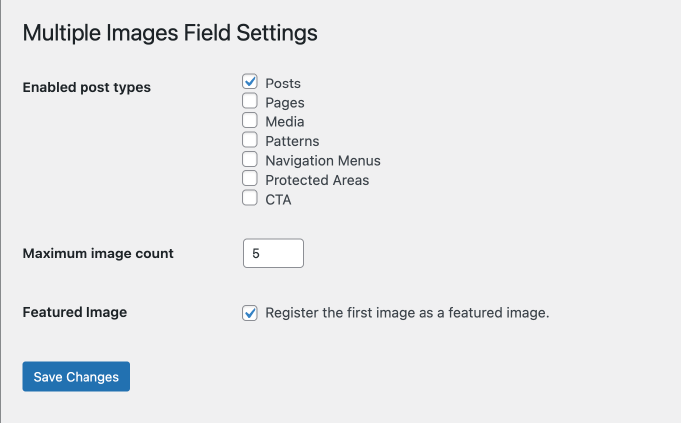 Multiple Images Field Settings
Enabled post types
Posts
Pages
Media
Patterns
Navigation Menus
Protected Areas
CTA
Maximum image count
5
Featured Image
Register the first image as a featured image.
Save Changes